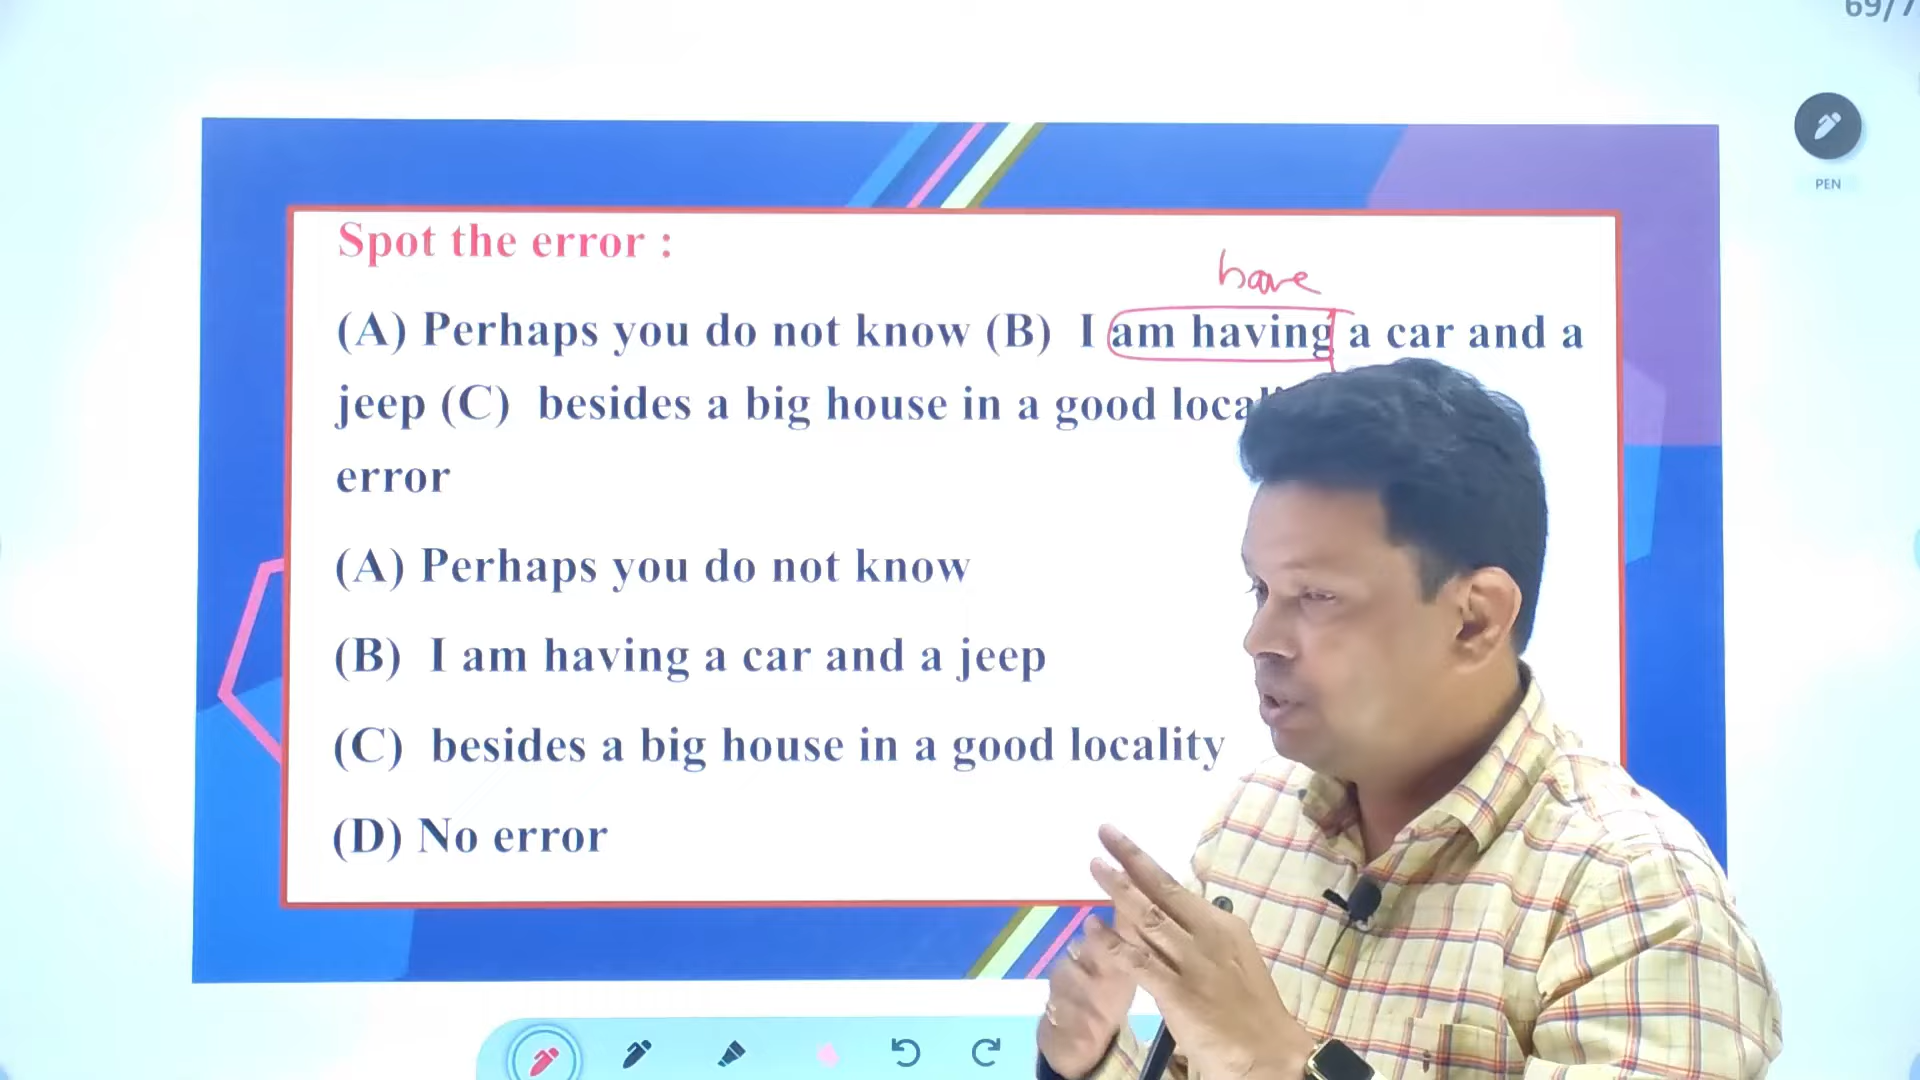 69/7
PEN
Spot the error :
have
(A) Perhaps you do not know (B) I am having a car and a
jeep (C) besides a big house in a good
error
(A) Perhaps you do not know
(B) I am having a car and a jeep
(C) besides a big house in a good locality
(D) No error